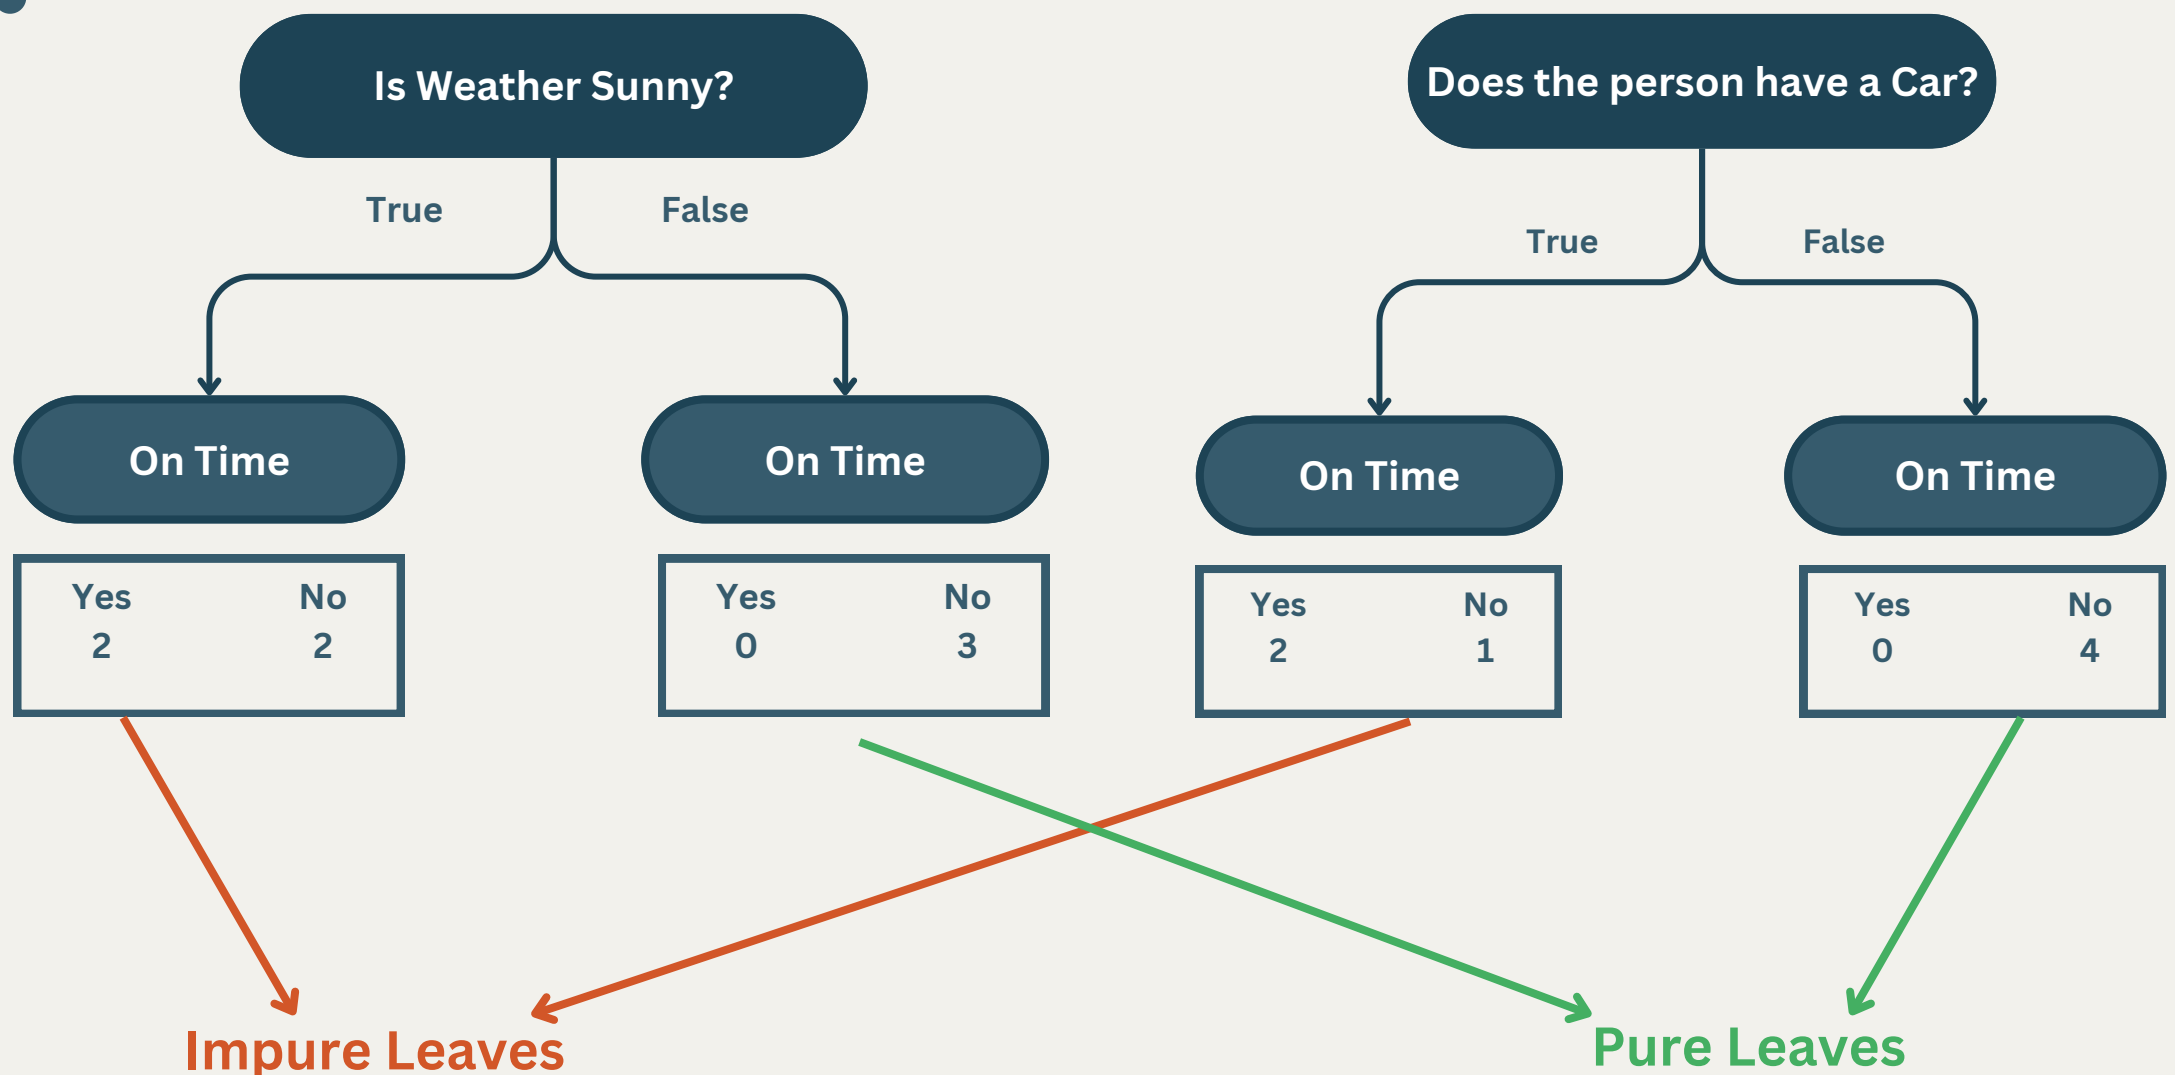 Is Weather Sunny?
True
False
On Time
On Time
Yes
No
2
2
Yes
No
0
3
Does the person have a Car?
True
False
On Time
On Time
Yes
No
2
1
Yes
No
0
4
Impure Leaves
Pure Leaves